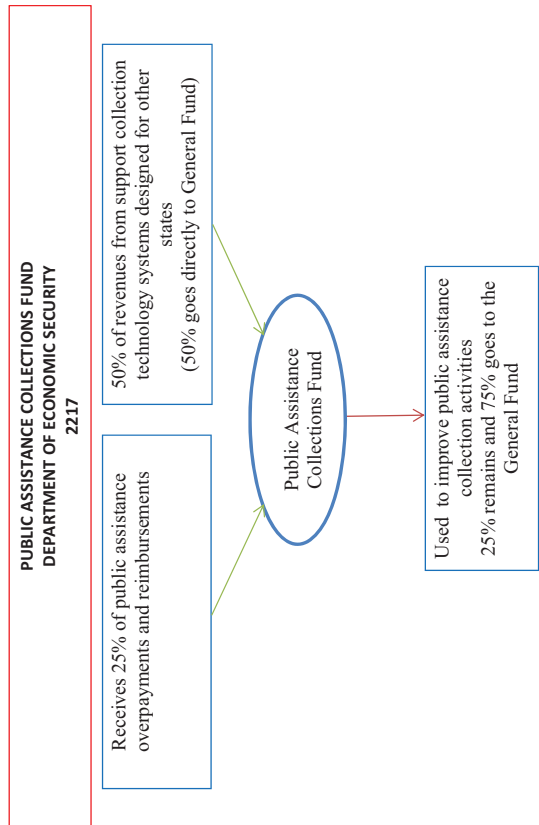 PUBLIC ASSISTANCE COLLECTIONS FUND
DEPARTMENT OF ECONOMIC SECURITY
2217
Receives 25% of public assistance
overpayments and reimbursements
50% of revenues from support collection
technology systems designed for other
states
(50% goes directly to General Fund)
Public Assistance
Collections Fund
Used to improve public assistance
collection activities
25% remains and 75% goes to the
General Fund